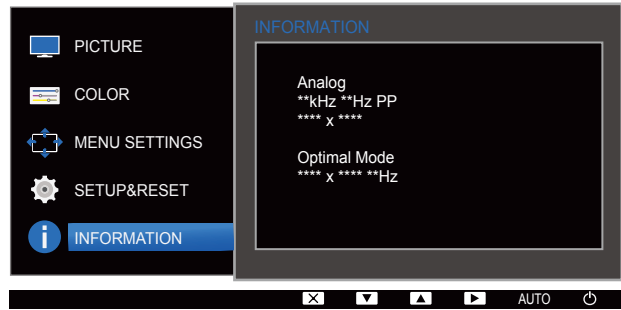 PICTURE
COLOR
MENU SETTINGS
SETUP&RESET
INFORMATION
INFORMATION
Analog
**kHz **Hz PP
**** x ****
Optimal Mode
**** x **** **Hz
AUTO